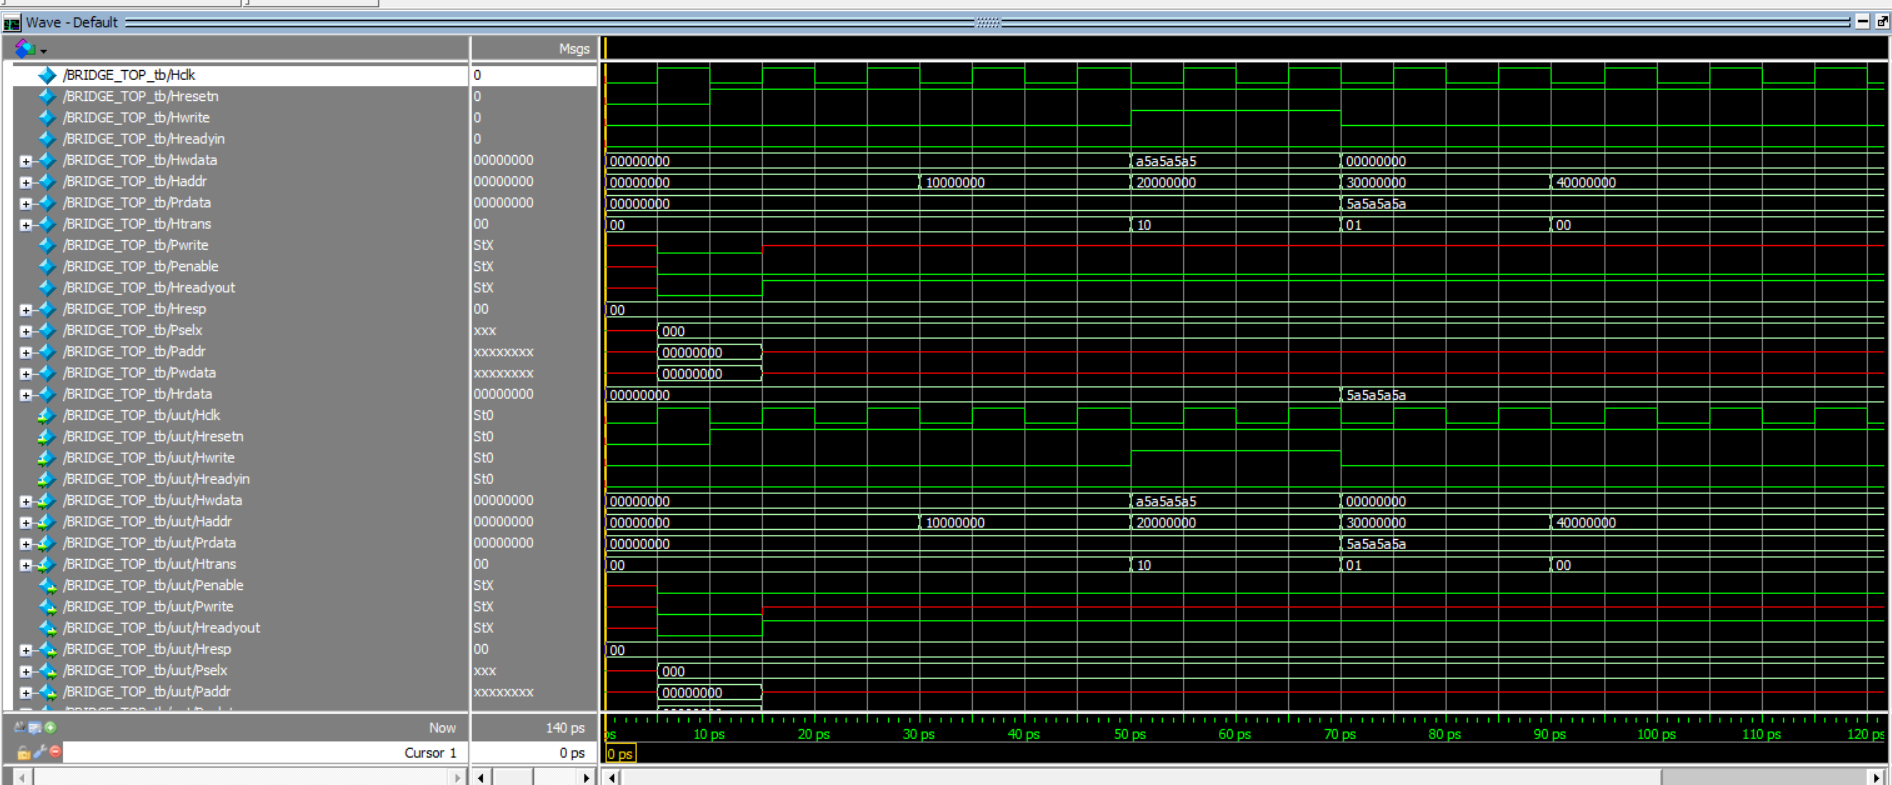 Wave - Default
Msgs
/BRIDGE_TOP_tb/Hclk 0
/BRIDGE_TOP_tb/Hresetn 0
/BRIDGE_TOP_tb/Hwrite 0
/BRIDGE_TOP_tb/Hreadyin 0
/BRIDGE_TOP_tb/Hwdata 00000000 00000000 a5a5a5a5 00000000
/BRIDGE_TOP_tb/Haddr 00000000 00000000 10000000 20000000 30000000 40000000
/BRIDGE_TOP_tb/Prdata 00000000 00000000 5a5a5a5a
/BRIDGE_TOP_tb/Htrans 00 00 10 01 00
/BRIDGE_TOP_tb/Pwrite StX
/BRIDGE_TOP_tb/Penable StX
/BRIDGE_TOP_tb/Hreadyout StX
/BRIDGE_TOP_tb/Hresp 00 00
/BRIDGE_TOP_tb/Pselx xxx 000
/BRIDGE_TOP_tb/Paddr xxxxxxxx 00000000
/BRIDGE_TOP_tb/Pwdata xxxxxxxx 00000000
/BRIDGE_TOP_tb/Hrdata 00000000 00000000 5a5a5a5a
/BRIDGE_TOP_tb/uut/Hclk St0
/BRIDGE_TOP_tb/uut/Hresetn St0
/BRIDGE_TOP_tb/uut/Hwrite St0
/BRIDGE_TOP_tb/uut/Hreadyin St0
/BRIDGE_TOP_tb/uut/Hwdata 00000000 00000000 a5a5a5a5 00000000
/BRIDGE_TOP_tb/uut/Haddr 00000000 00000000 10000000 20000000 30000000 40000000
/BRIDGE_TOP_tb/uut/Prdata 00000000 00000000 5a5a5a5a
/BRIDGE_TOP_tb/uut/Htrans 00 00 10 01 00
/BRIDGE_TOP_tb/uut/Penable StX
/BRIDGE_TOP_tb/uut/Pwrite StX
/BRIDGE_TOP_tb/uut/Hreadyout StX
/BRIDGE_TOP_tb/uut/Hresp 00 00
/BRIDGE_TOP_tb/uut/Pselx xxx 000
/BRIDGE_TOP_tb/uut/Paddr xxxxxxxx 00000000
Now 140 ps ps 10 ps 20 ps 30 ps 40 ps 50 ps 60 ps 70 ps 80 ps 90 ps 100 ps 110 ps 120 ps
Cursor 1 0 ps 0 ps